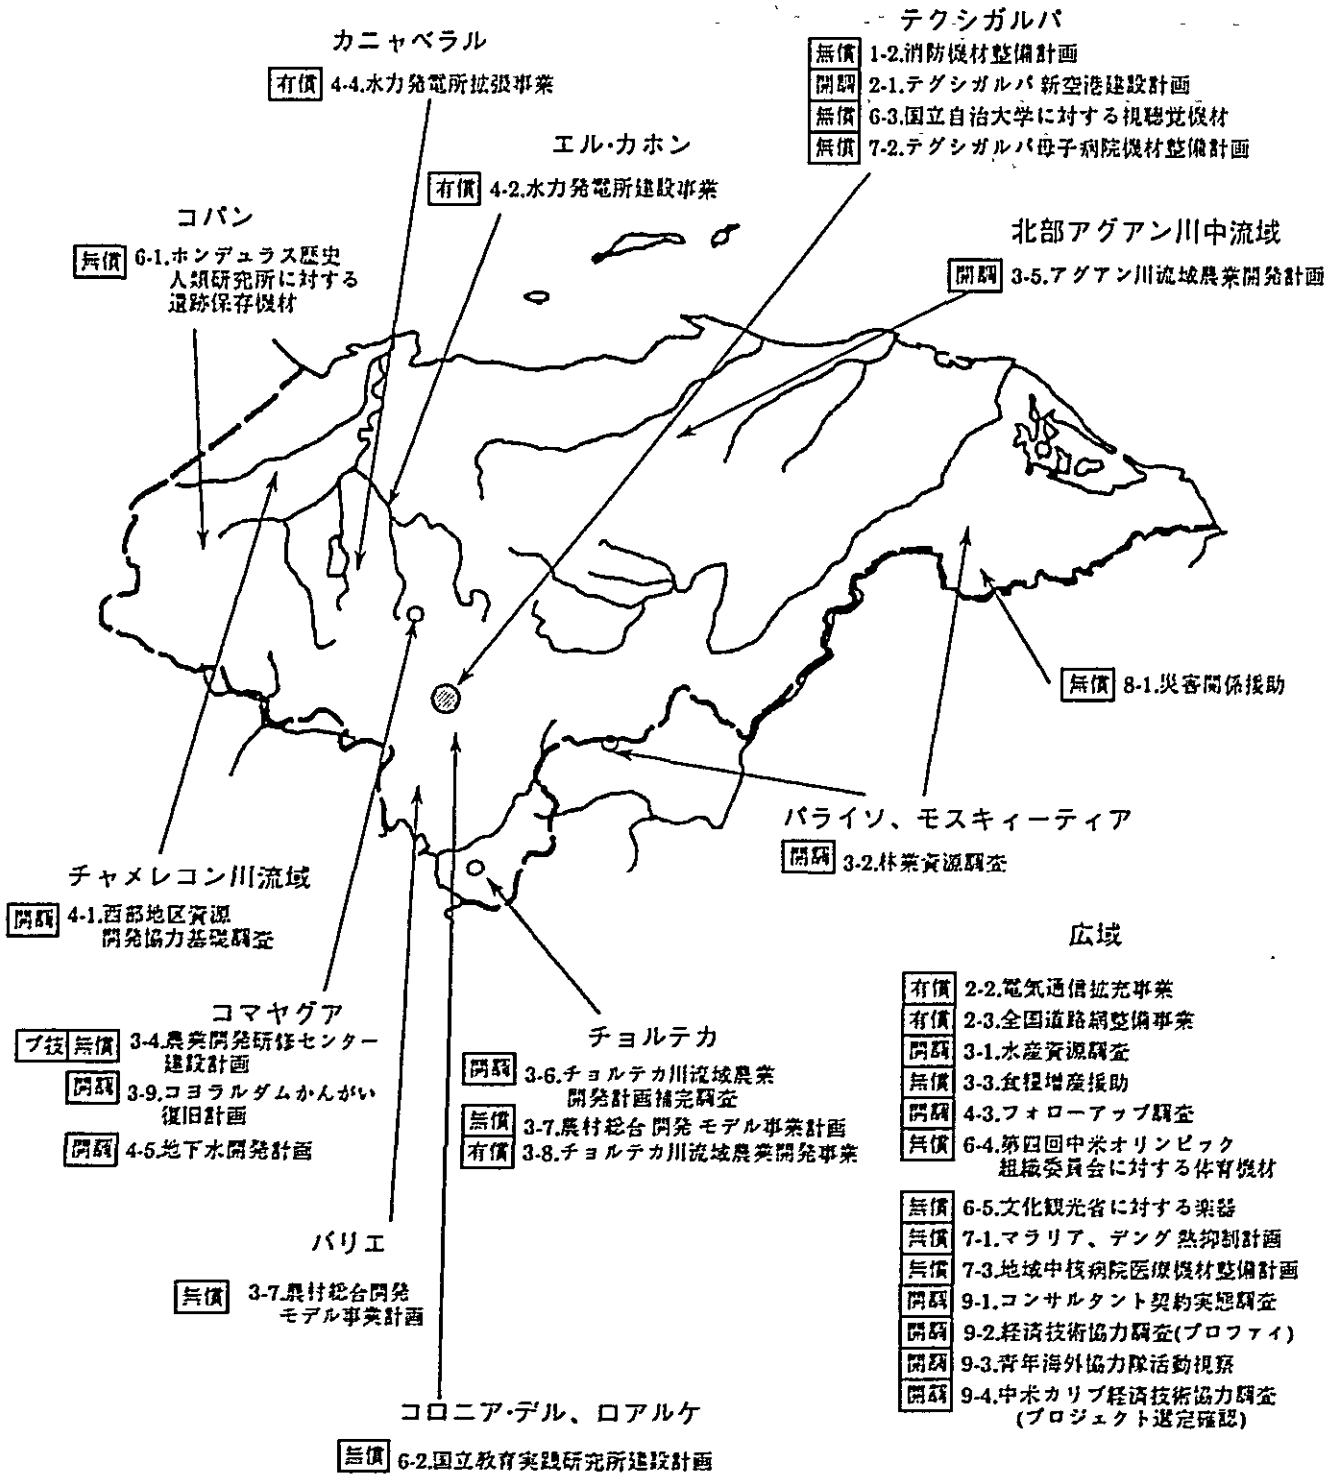 テクシガルパ
無償 1-2.消防機材整備計画
開調 2-1.テグシガルパ 新空港建設計画
無償 6-3.国立自治大学に対する視聴覚機材
無償 7-2.テグシガルパ母子病院機材整備計画
カニャベラル
有償 4-4.水力発電所拡張事業
エル・カホン
有償 4-2.水力発電所建設事業
コパン
無償 6-1.ホンデュラス歴史
人類研究所に対する
遺跡保存機材
北部アグアン川中流域
開調 3-5.アグアン川流域農業開発計画
無償 8-1.災害関係援助
パライソ、モスキィーティア
開調 3-2.林業資源調査
チャメレコン川流域
開調 4-1.西部地区資源
開発協力基礎調査
コマヤグア
プ技 無償 3-4.農業開発研修センター
建設計画
開調 3-9.コヨラルダムかんがい
復旧計画
開調 4-5.地下水開発計画
チョルテカ
開調 3-6.チョルテカ川流域農業
開発計画補完調査
無償 3-7.農村総合開発 モデル事業計画
有償 3-8.チョルテカ川流域農業開発事業
バリエ
無償 3-7.農村総合開発
モデル事業計画
コロニア・デル、ロアルケ
無償 6-2.国立教育実践研究所建設計画
広域
有償 2-2.電気通信拡充事業
有償 2-3.全国道路網整備事業
開調 3-1.水産資源調査
無償 3-3.食糧増産援助
開調 4-3.フォローアップ調査
無償 6-4.第四回中米オリンピック
組織委員会に対する体育機材
無償 6-5.文化観光省に対する楽器
無償 7-1.マラリア、デング熱抑制計画
無償 7-3.地域中核病院医療機材整備計画
開調 9-1.コンサルタント契約実態調査
開調 9-2.経済技術協力調査(プロファイ)
開調 9-3.青年海外協力隊活動視察
開調 9-4.中米カリブ経済技術協力調査
(プロジェクト選定確認)